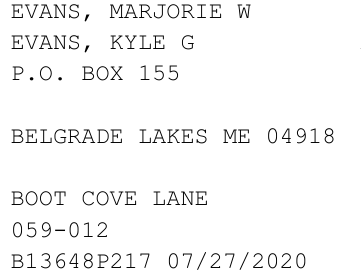 EVANS, MARJORIE W
EVANS, KYLE G
P.O. BOX 155
BELGRADE LAKES ME 04918
BOOT COVE LANE
059-012
B13648P217 07/27/2020